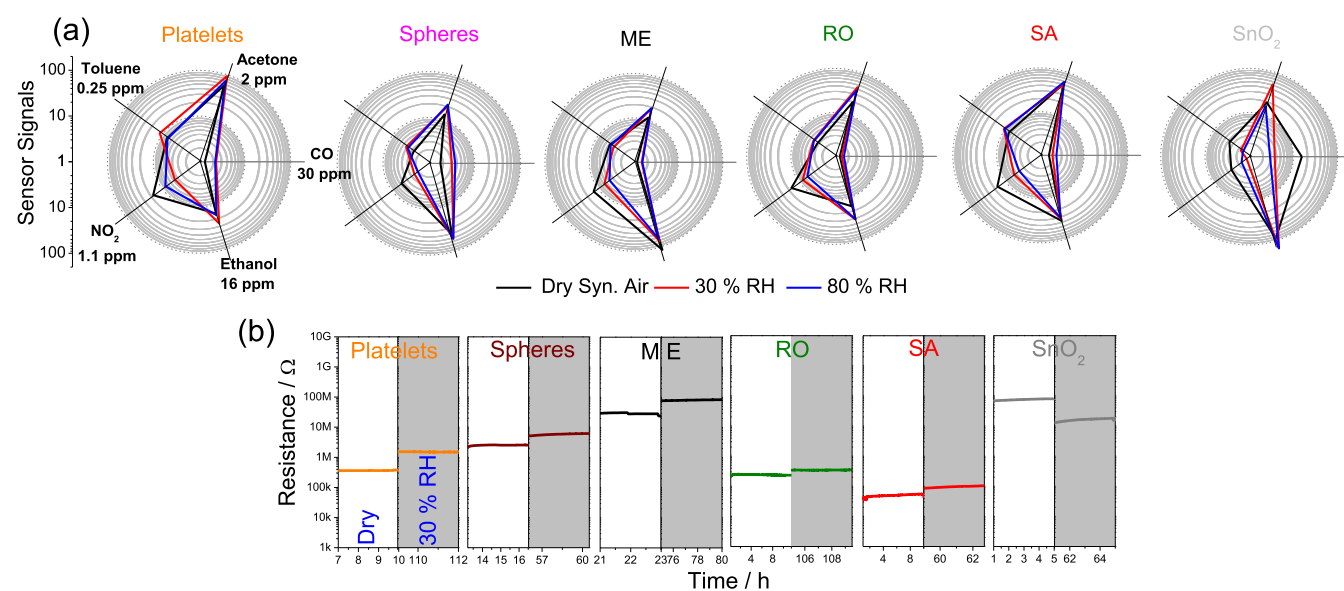 (a)
Platelets
Spheres
ME
RO
SA
SnO₂
Sensor Signals
100
10
1
10
100
Toluene
0.25 ppm
Acetone
2 ppm
CO
30 ppm
NO₂
1.1 ppm
Ethanol
16 ppm
Dry Syn. Air
30 % RH
80 % RH
(b)
Resistance / Ω
10G
1G
100M
10M
1M
100k
10k
1k
Platelets
Spheres
ME
RO
SA
SnO₂
Dry
30 % RH
7 8 9 10 110 112
14 15 16 57 60
21 22 2376 78 80
4 8 106 108
4 8 60 62
1 2 3 4 5 62 64
Time / h